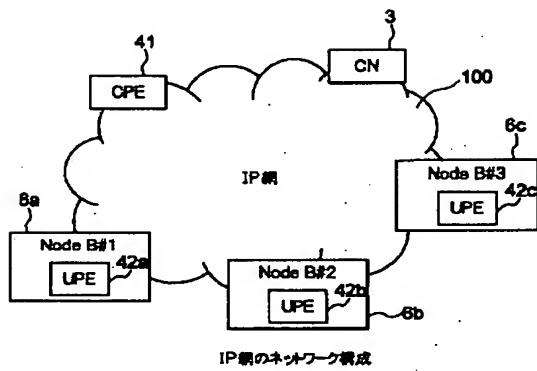 41
CPE
3
CN
100
6c
IP網
Node B#3
UPE
42c
6a
Node B#1
UPE
42a
Node B#2
UPE
42b
6b
IP網のネットワーク構成